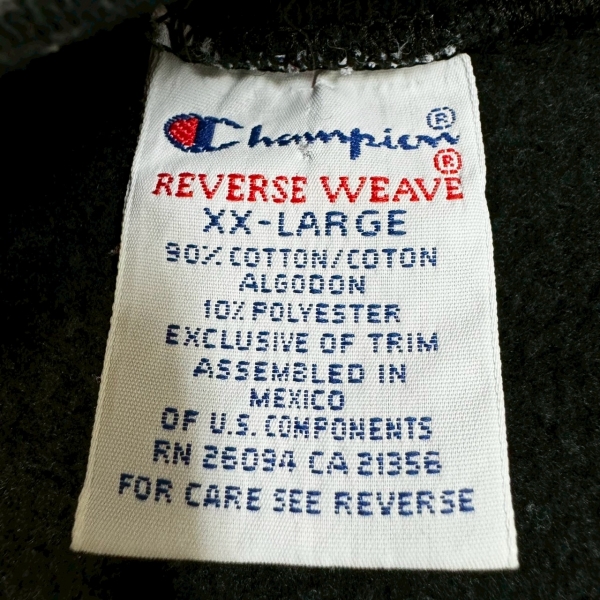 Champion®
REVERSE WEAVE®
XX-LARGE
90% COTTON/COTON
ALGODON
10% POLYESTER
EXCLUSIVE OF TRIM
ASSEMBLED IN
MEXICO
OF U.S. COMPONENTS
RN 26094 CA 21356
FOR CARE SEE REVERSE